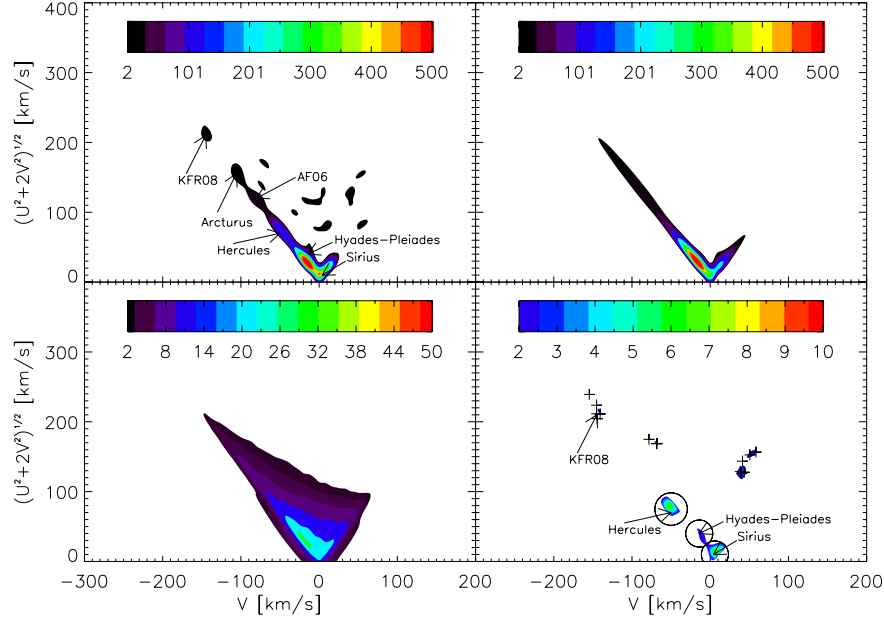 400
300
200
100
0
(U²+2V²)^1/2 [km/s]
2 101 201 300 400 500
KFR08
Arcturus
AF06
Hercules
Hyades-Pleiades
Sirius
2 101 201 300 400 500
300
200
100
0
(U²+2V²)^1/2 [km/s]
2 8 14 20 26 32 38 44 50
-300 -200 -100 0 100
V [km/s]
2 3 4 5 6 7 8 9 10
KFR08
Hercules
Hyades-Pleiades
Sirius
-200 -100 0 100 200
V [km/s]